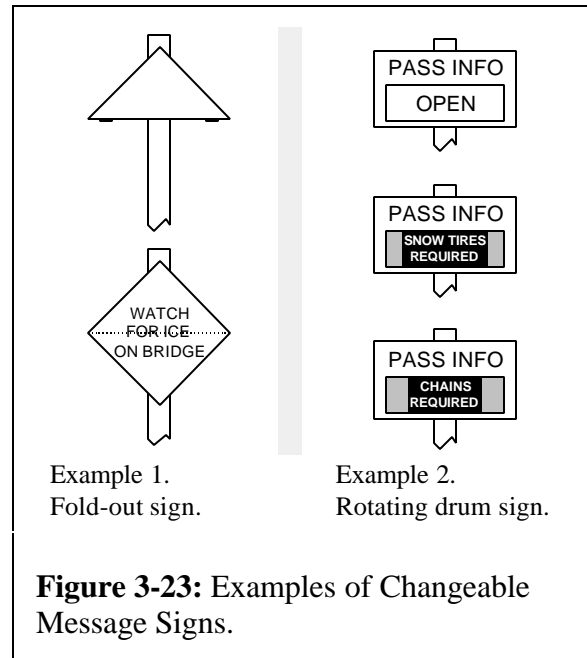 WATCH
FOR ICE
ON BRIDGE
Example 1.
Fold-out sign.
PASS INFO
OPEN
PASS INFO
SNOW TIRES
REQUIRED
PASS INFO
CHAINS
REQUIRED
Example 2.
Rotating drum sign.
Figure 3-23: Examples of Changeable
Message Signs.